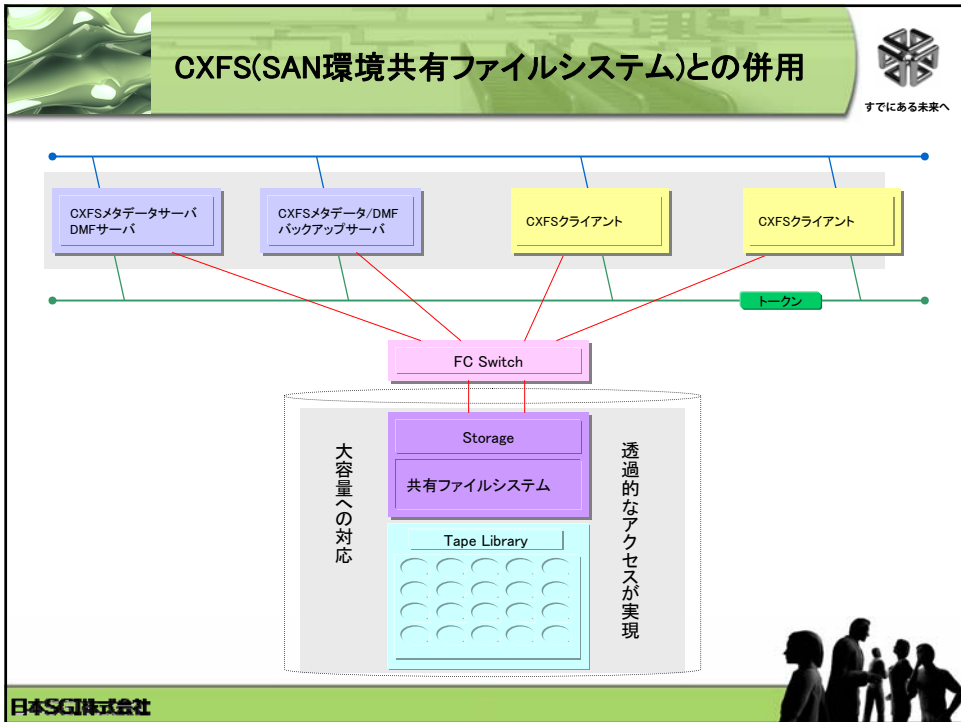 CXFS(SAN環境共有ファイルシステム)との併用
すでにある未来へ
CXFSメタデータサーバ
DMFサーバ
CXFSメタデータ/DMF
バックアップサーバ
CXFSクライアント
CXFSクライアント
トークン
FC Switch
Storage
共有ファイルシステム
大容量への対応
透過的なアクセスが実現
Tape Library
日本SGI株式会社